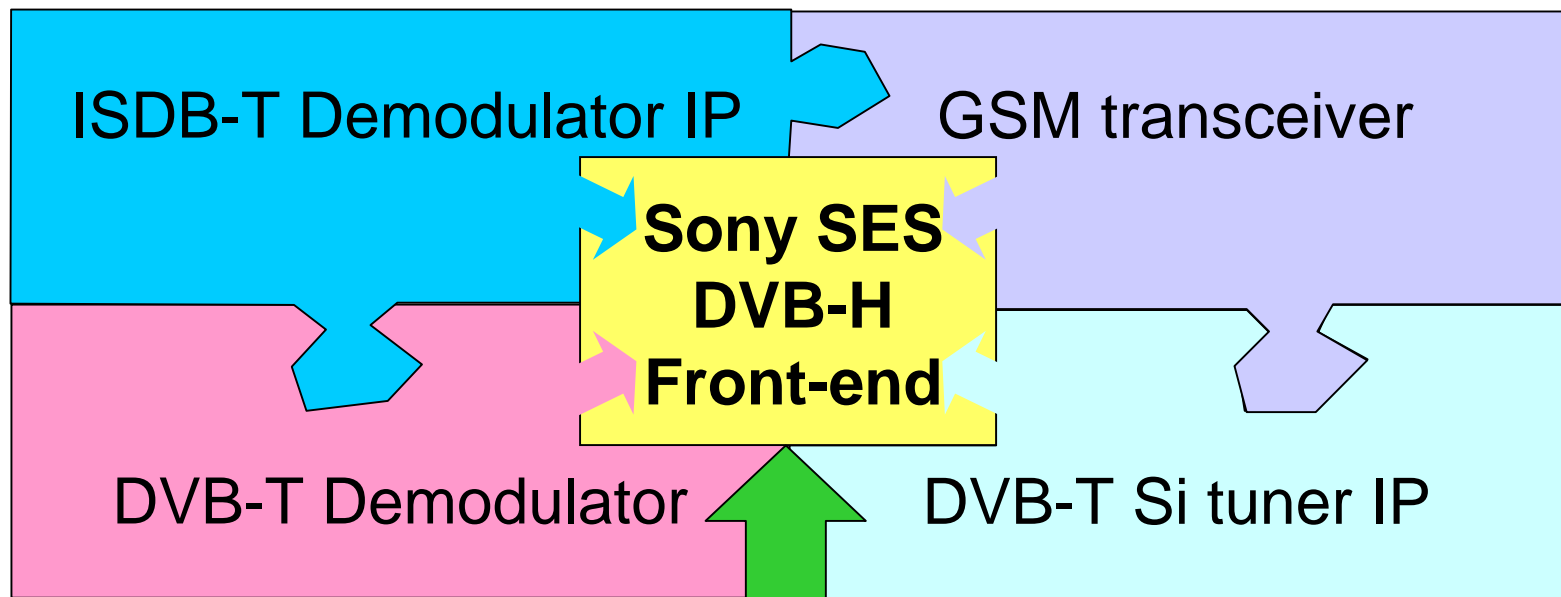 ISDB-T Demodulator IP
GSM transceiver
Sony SES
DVB-H
Front-end
DVB-T Demodulator
DVB-T Si tuner IP